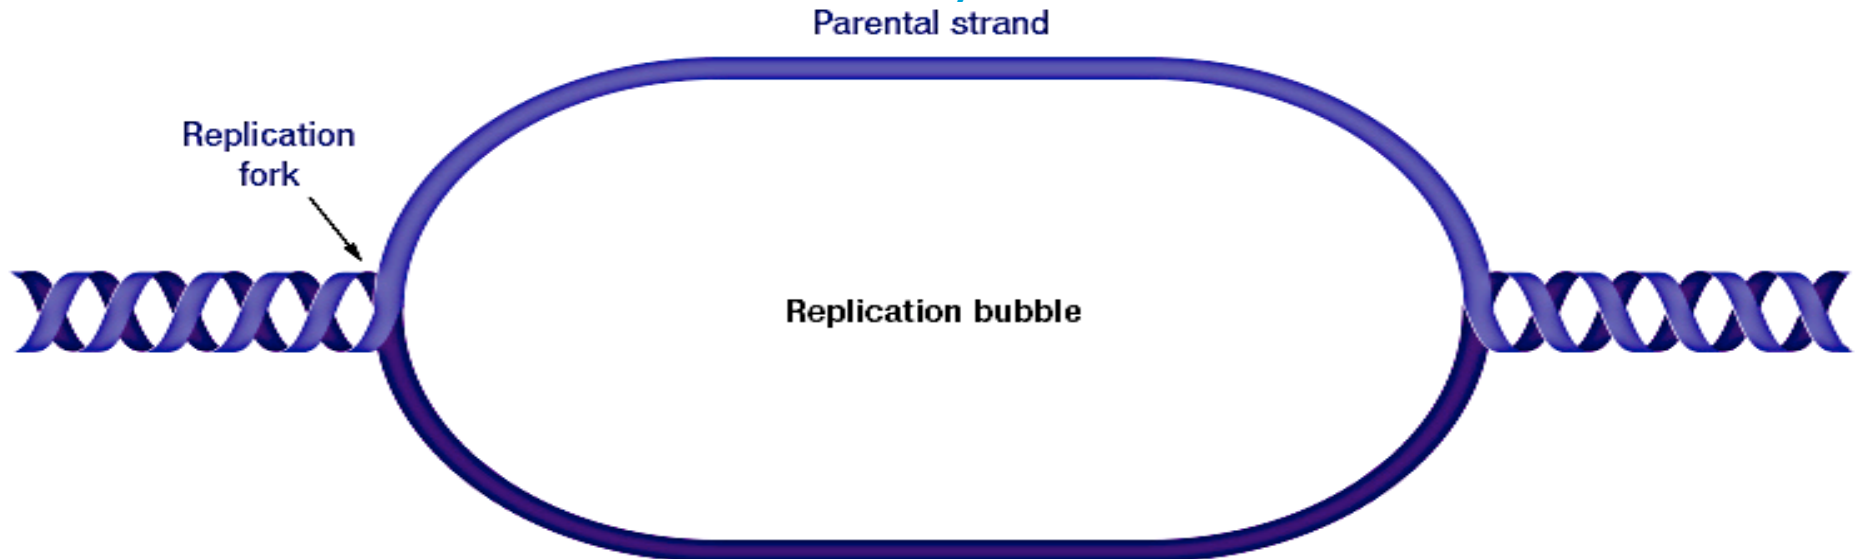 Parental strand
Replication
fork
Replication bubble